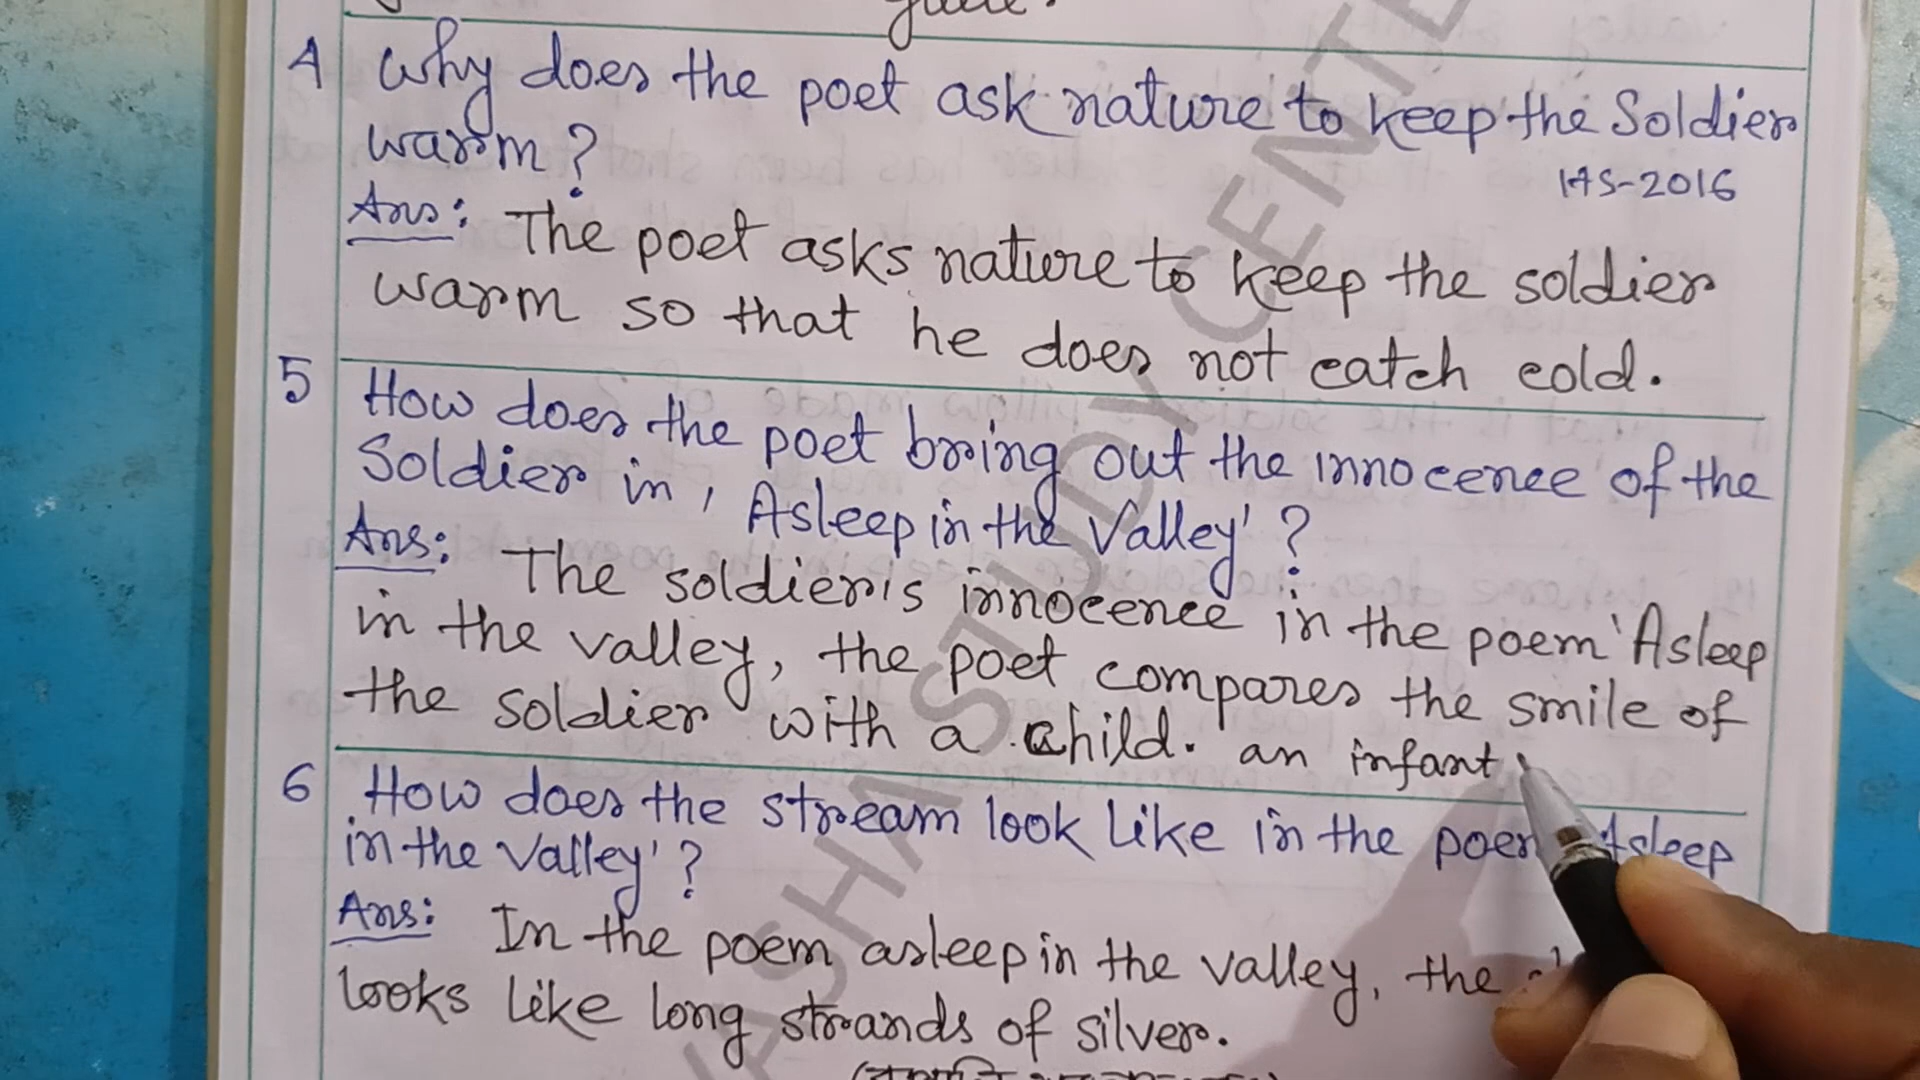 4 Why does the poet ask nature to keep the Soldier
warm?
HS-2016
Ans: The poet asks nature to keep the soldier
warm so that he does not catch cold.
5 How does the poet bring out the innocence of the
Soldier in 'Asleep in the Valley'?
Ans: The soldier's innocence in the poem 'Asleep
in the valley, the poet compares the smile of
the soldier with a child. an infant
6 How does the stream look like in the poem Asleep
in the Valley'?
Ans: In the poem asleep in the valley, the
looks like long strands of silver.
STUDY CENTE